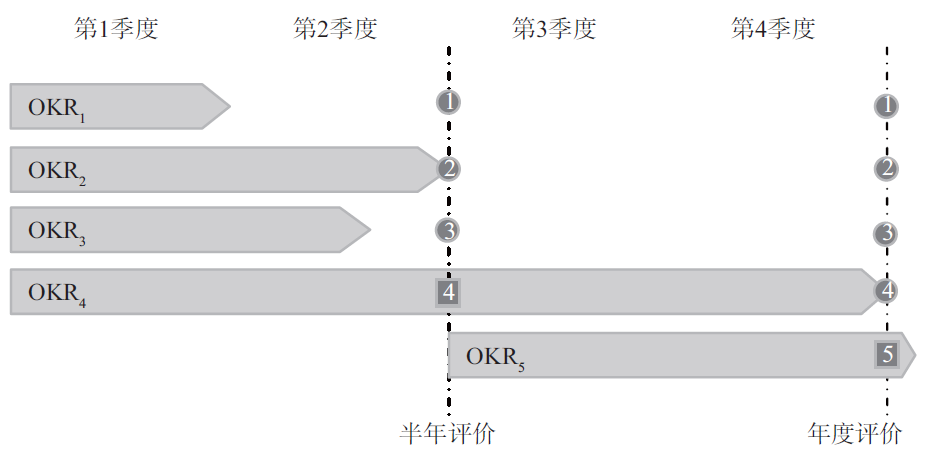 第1季度 第2季度 第3季度 第4季度
OKR₁ 1 1
OKR₂ 2 2
OKR₃ 3 3
OKR₄ 4 4
OKR₅ 5
半年评价 年度评价